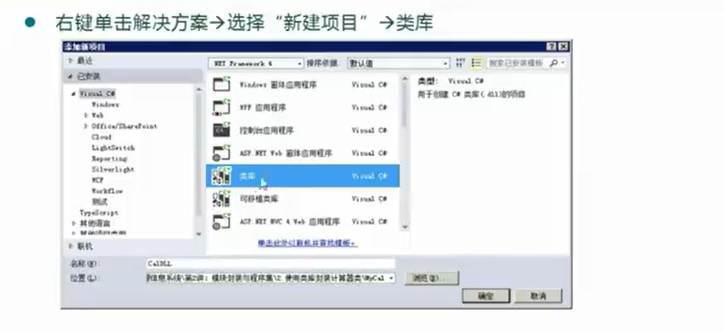 右键单击解决方案→选择“新建项目”→类库
添加新项目
最近
.NET Framework 4 排序依据: 默认值 搜索已安装模板
已安装
Visual C#
Windows
Web
Office/SharePoint
Cloud
LightSwitch
Reporting
Silverlight
WCF
Workflow
测试
TypeScript
其他语言
其他项目类型
联机
Windows 窗体应用程序 Visual C#
WPF 应用程序 Visual C#
控制台应用程序 Visual C#
ASP.NET Web 窗体应用程序 Visual C#
类库 Visual C#
可移植类库 Visual C#
ASP.NET MVC 4 Web 应用程序 Visual C#
单击此处以联机并查找模板。
类型: Visual C#
用于创建 C# 类库(.dll)的项目
名称(N): CalDLL
位置(L): 信息系统\第2讲: 模块封装与程序集\2 使用类库封装计算器类\MyCal 浏览(B)...
确定 取消